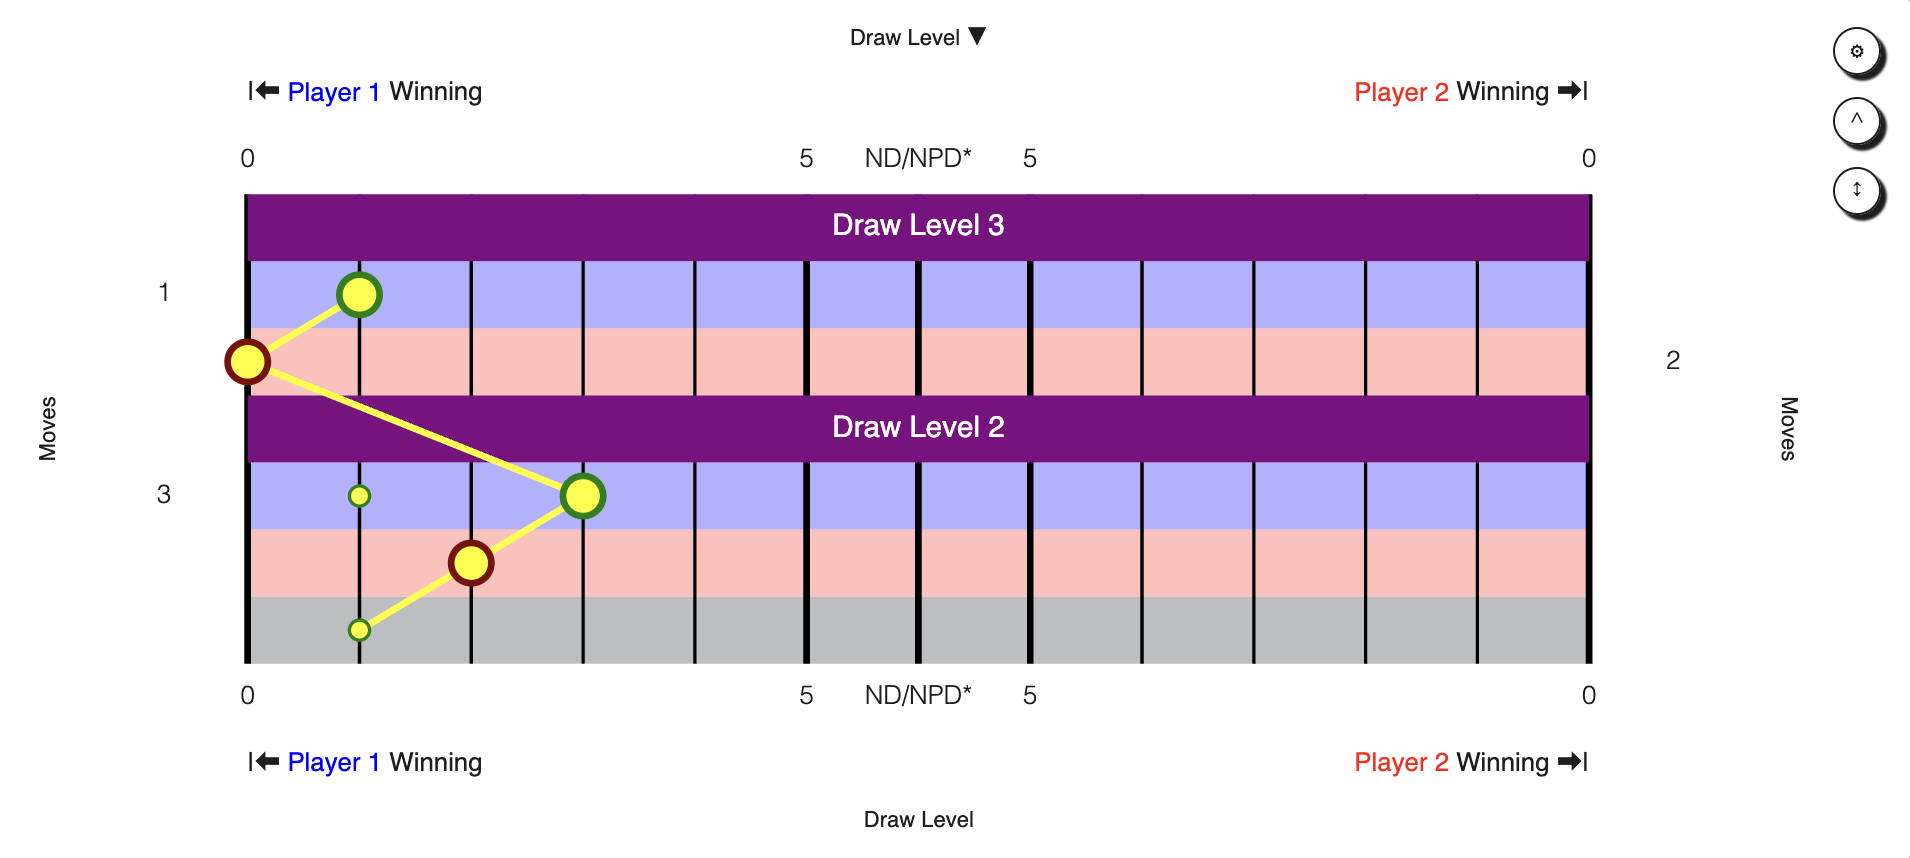 Draw Level ▼
Player 1 Winning
Player 2 Winning
0 5 ND/NPD* 5 0
Draw Level 3
1
2
Draw Level 2
Moves
Moves
3
0 5 ND/NPD* 5 0
Player 1 Winning
Player 2 Winning
Draw Level